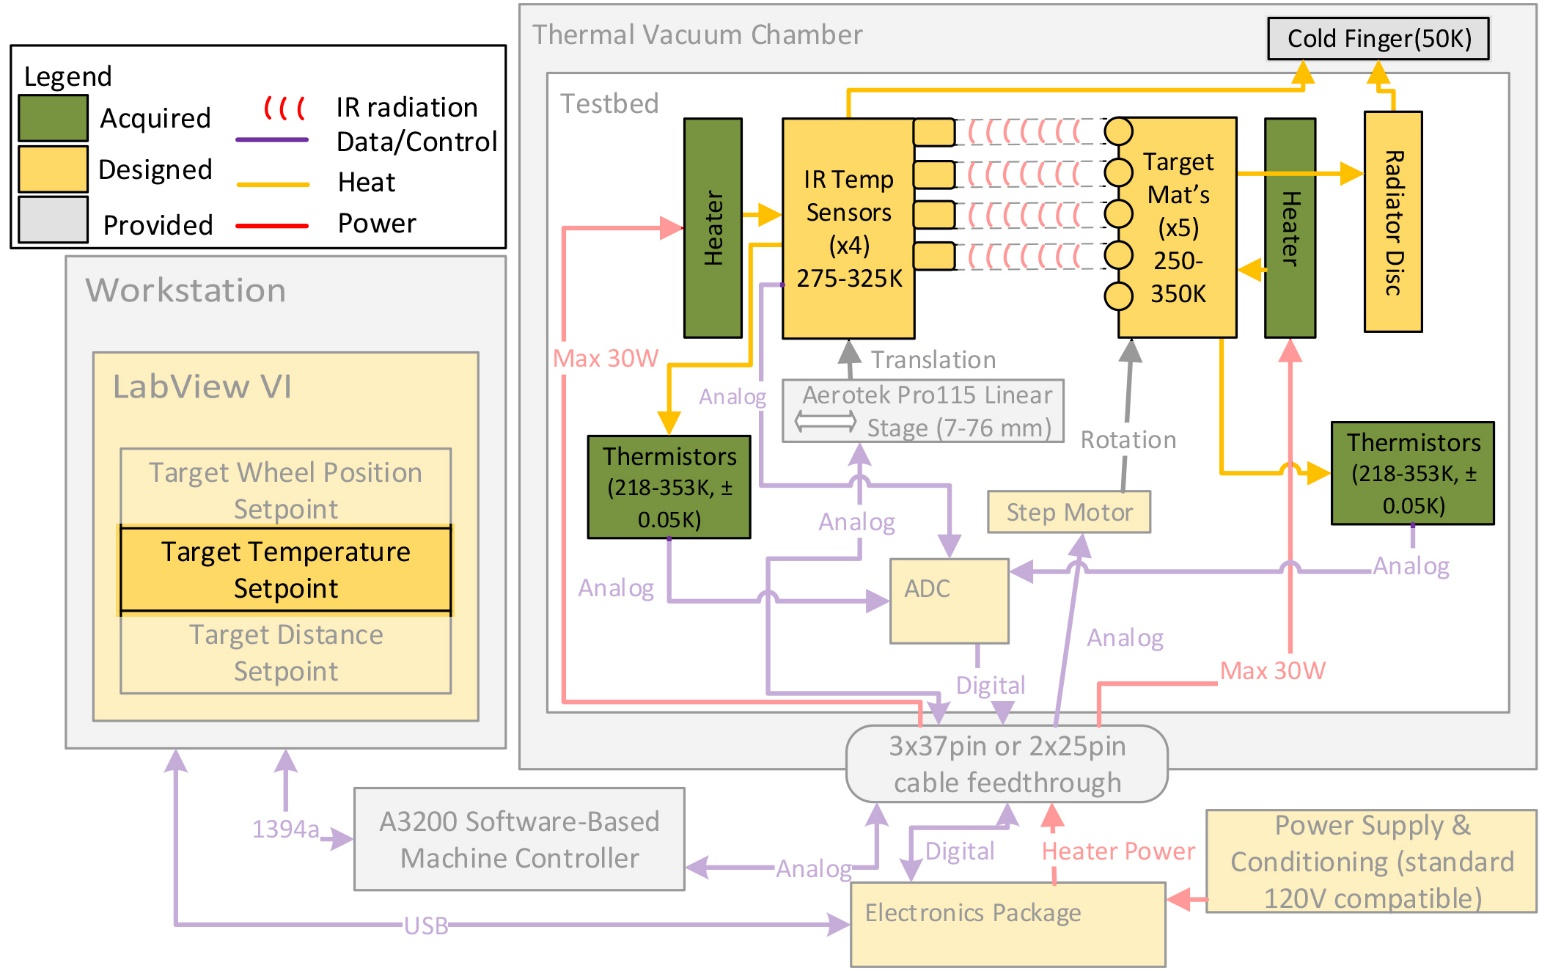 Legend
Acquired
Designed
Provided
IR radiation
Data/Control
Heat
Power
Thermal Vacuum Chamber
Cold Finger(50K)
Testbed
Heater
IR Temp
Sensors
(x4)
275-325K
Target
Mat's
(x5)
250-
350K
Heater
Radiator Disc
Workstation
LabView VI
Target Wheel Position
Setpoint
Target Temperature
Setpoint
Target Distance
Setpoint
Max 30W
Analog
Translation
Aerotek Pro115 Linear
Stage (7-76 mm)
Rotation
Thermistors
(218-353K, ±
0.05K)
Thermistors
(218-353K, ±
0.05K)
Step Motor
Analog
Analog
ADC
Analog
Analog
Digital
Max 30W
3x37pin or 2x25pin
cable feedthrough
1394a
A3200 Software-Based
Machine Controller
Analog
Digital
Heater Power
Power Supply &
Conditioning (standard
120V compatible)
USB
Electronics Package